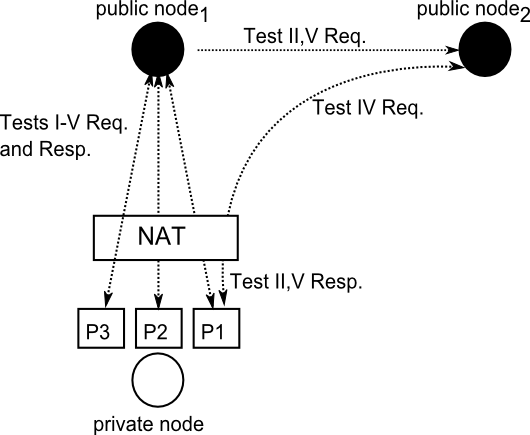 public node1
public node2
Test II,V Req.
Test IV Req.
Tests I-V Req.
and Resp.
NAT
Test II,V Resp.
P3
P2
P1
private node